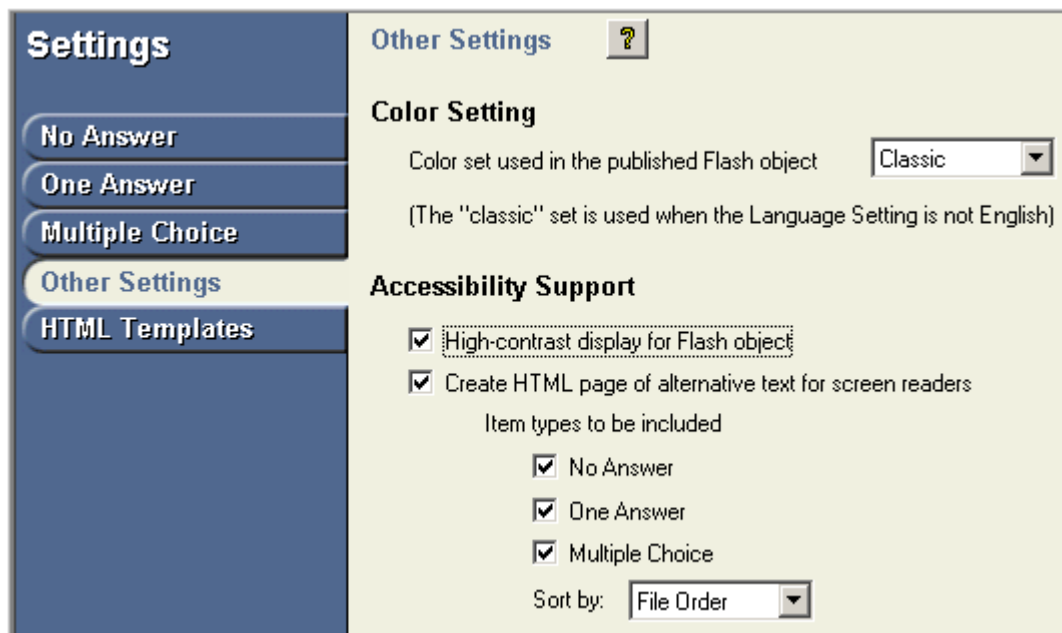 Settings
No Answer
One Answer
Multiple Choice
Other Settings
HTML Templates
Other Settings ?
Color Setting
Color set used in the published Flash object Classic
(The "classic" set is used when the Language Setting is not English)
Accessibility Support
High-contrast display for Flash object
Create HTML page of alternative text for screen readers
Item types to be included
No Answer
One Answer
Multiple Choice
Sort by: File Order